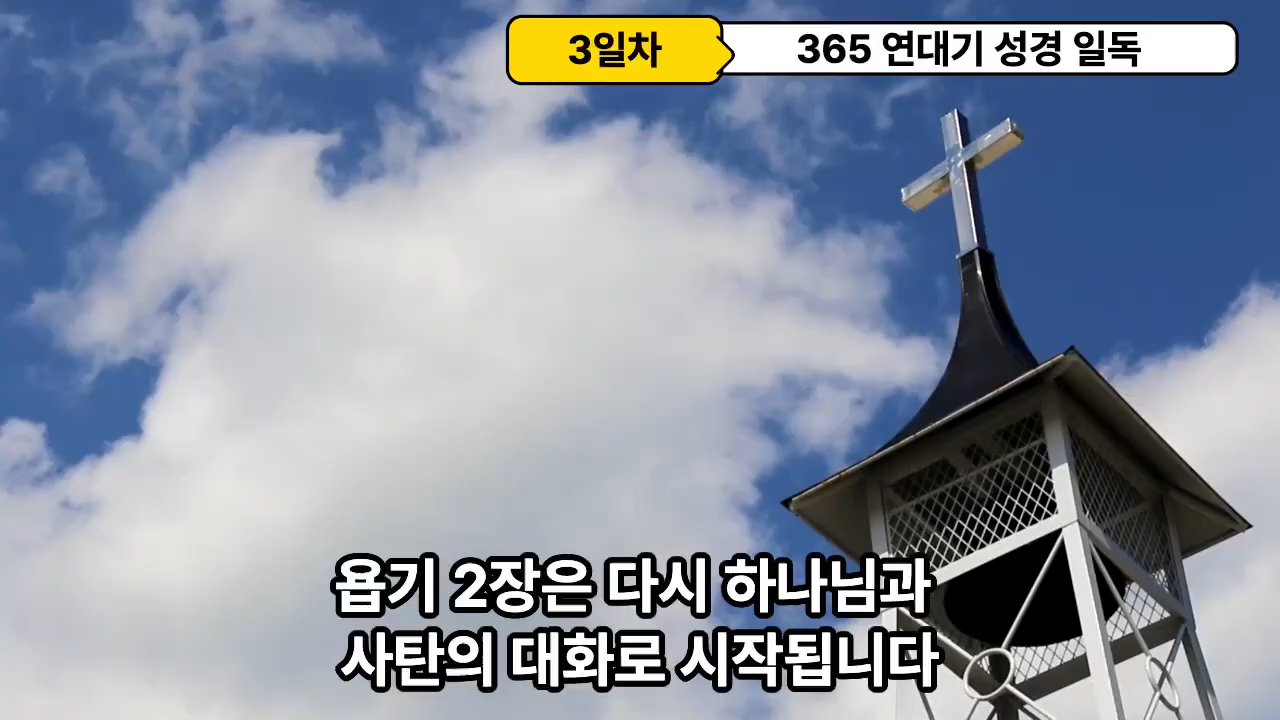 3일차
365 연대기 성경 일독
욥기 2장은 다시 하나님과
사탄의 대화로 시작됩니다